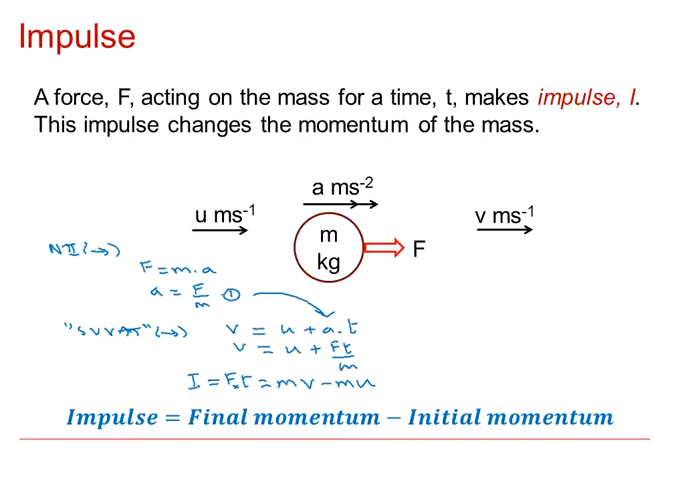 Impulse
A force, F, acting on the mass for a time, t, makes impulse, I.
This impulse changes the momentum of the mass.
a ms⁻²
u ms⁻¹
v ms⁻¹
m
kg
F
NII(→)
F = m.a
a = F/m ①
"SUVAT" (→)
v = u + a.t
v = u + Ft/m
I = F.t = mv - mu
Impulse = Final momentum − Initial momentum